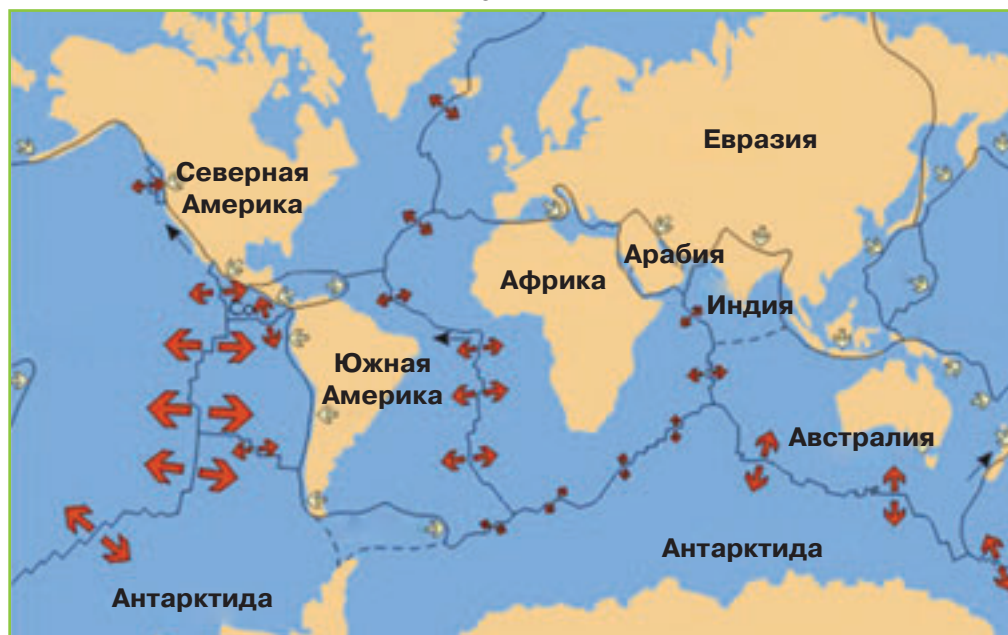 Евразия
Северная
Америка
Арабия
Африка
Индия
Южная
Америка
Австралия
Антарктида
Антарктида